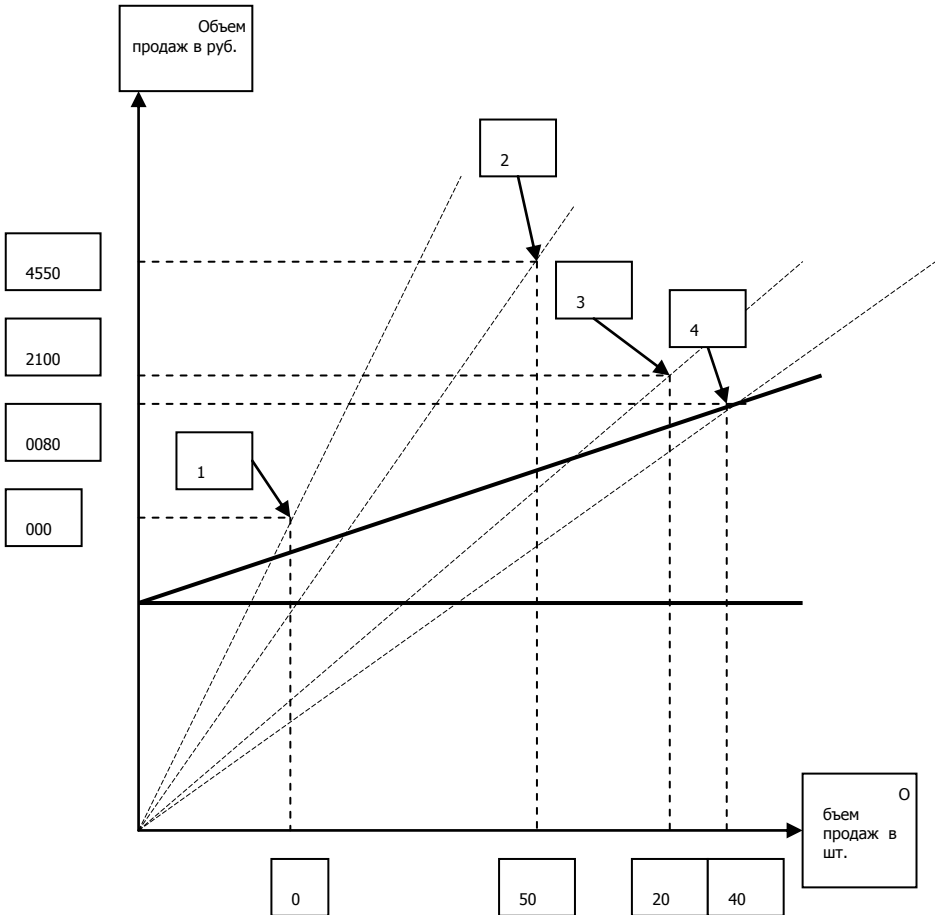 Объем
продаж в руб.
2
4550
3
4
2100
0080
1
000
О
бъем
продаж в
шт.
0
50
20
40